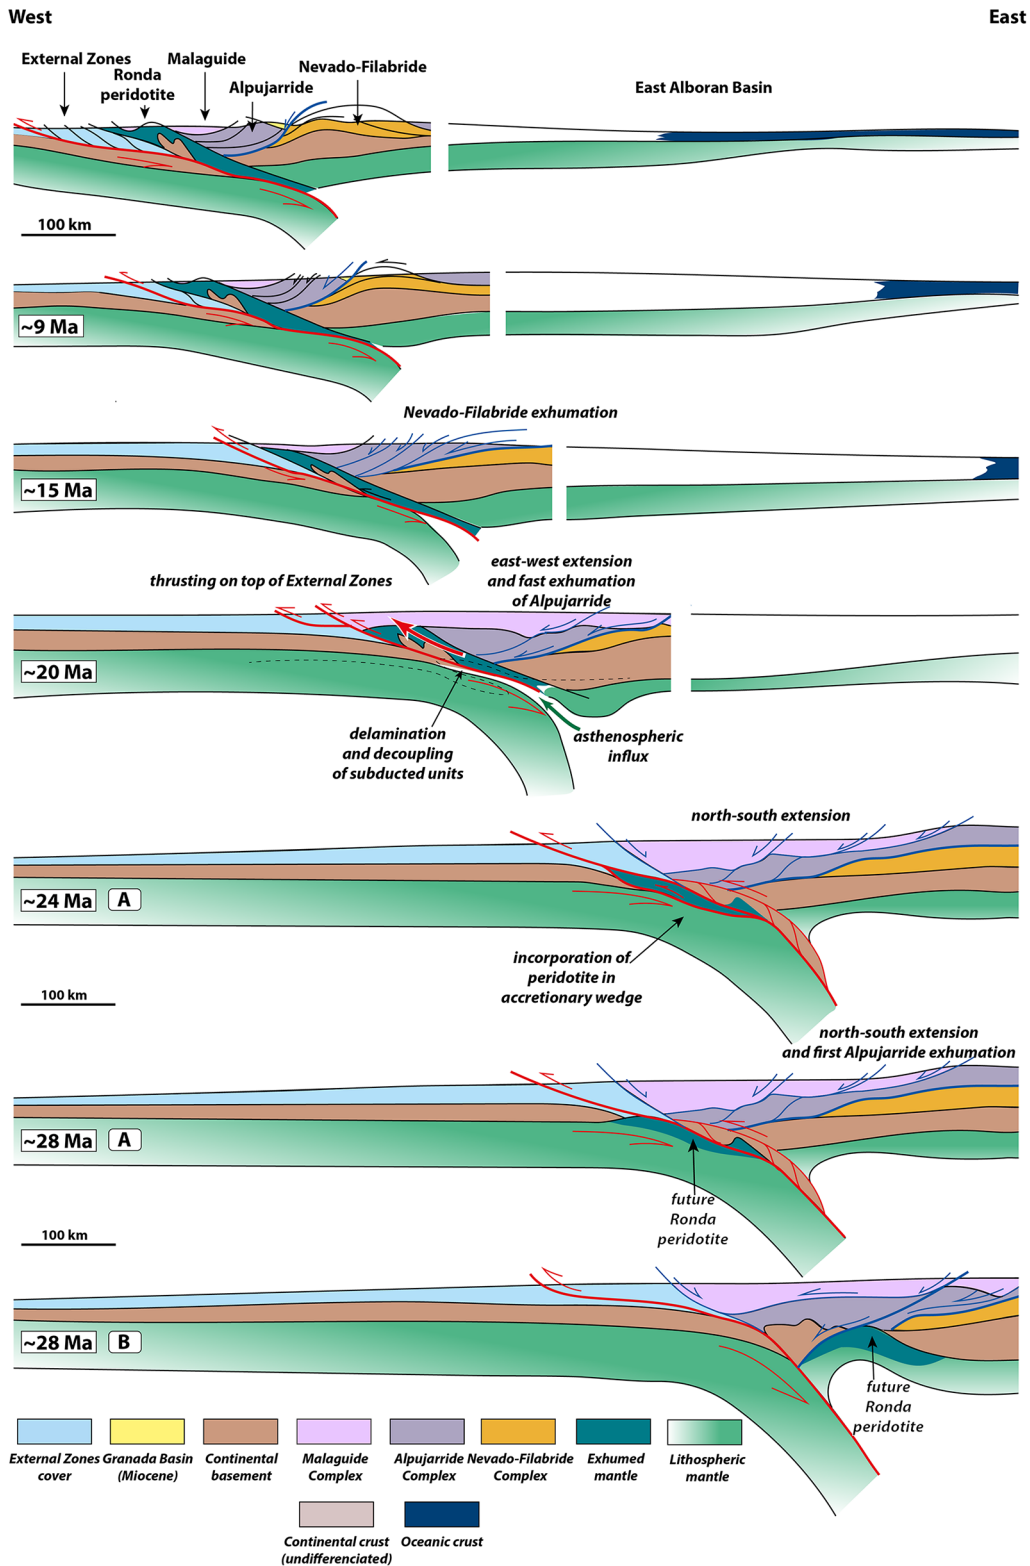 West
East
External Zones
Malaguide
Ronda
peridotite
Nevado-Filabride
Alpujarride
East Alboran Basin
100 km
~9 Ma
Nevado-Filabride exhumation
~15 Ma
east-west extension
and fast exhumation
of Alpujarride
thrusting on top of External Zones
~20 Ma
delamination
and decoupling
of subducted units
asthenospheric
influx
north-south extension
~24 Ma
A
incorporation of
peridotite in
accretionary wedge
100 km
north-south extension
and first Alpujarride exhumation
~28 Ma
A
future
Ronda
peridotite
100 km
~28 Ma
B
future
Ronda
peridotite
External Zones
cover
Granada Basin
(Miocene)
Continental
basement
Malaguide
Complex
Alpujarride
Complex
Nevado-Filabride
Complex
Exhumed
mantle
Lithospheric
mantle
Continental crust
(undifferenciated)
Oceanic crust